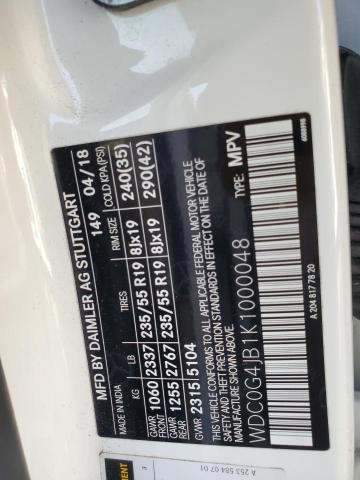 MFD BY DAIMLER AG STUTTGART
MADE IN INDIA 149 04/18
KG LB TIRES RIM SIZE COLD KPA (PSI)
GAWR FRT 1060 2337 235/55 R19 8Jx19 240(35)
GAWR RR. 1255 2767 235/55 R19 8Jx19 290(42)
GVWR 2315 5104
THIS VEHICLE CONFORMS TO ALL APPLICABLE FEDERAL MOTOR VEHICLE
SAFETY AND THEFT PREVENTION STANDARDS IN EFFECT ON THE DATE
OF MANUFACTURE SHOWN ABOVE.
WDC0G4JB1K1000048 TYPE: MPV
A 204 817 78 20
A 253 584 07 01
3